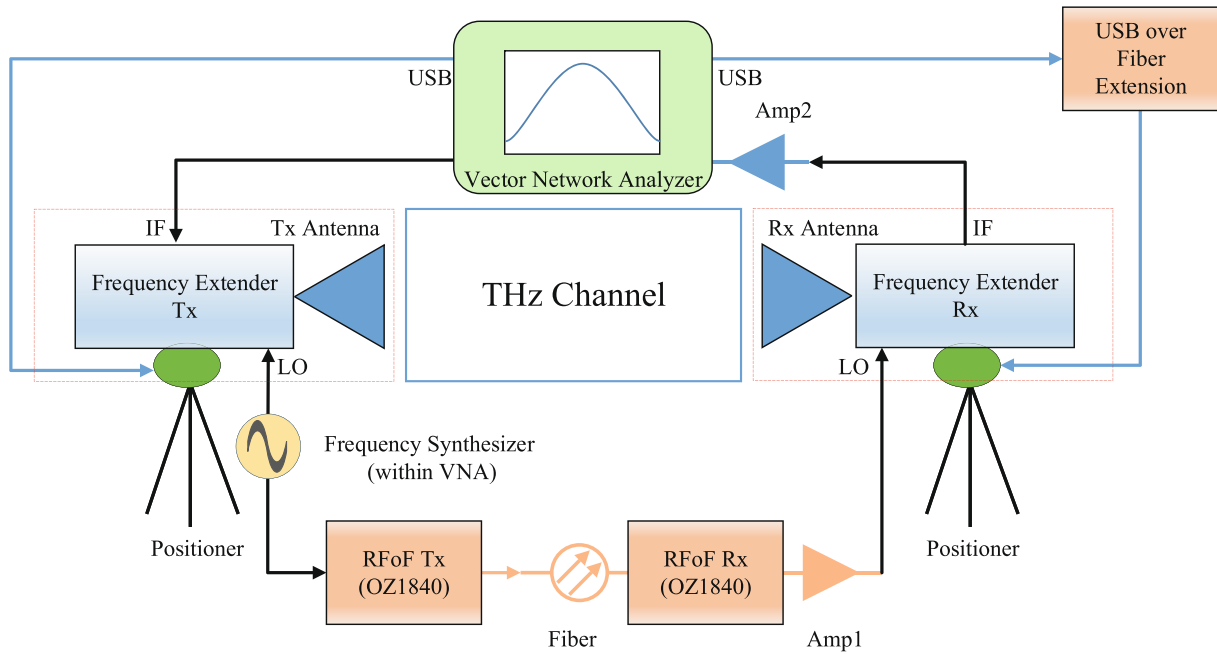 USB over
Fiber
Extension
USB
USB
Amp2
Vector Network Analyzer
IF
Tx Antenna
Rx Antenna
IF
Frequency Extender
Tx
THz Channel
Frequency Extender
Rx
LO
LO
Frequency Synthesizer
(within VNA)
Positioner
Positioner
RFoF Tx
(OZ1840)
RFoF Rx
(OZ1840)
Fiber
Amp1